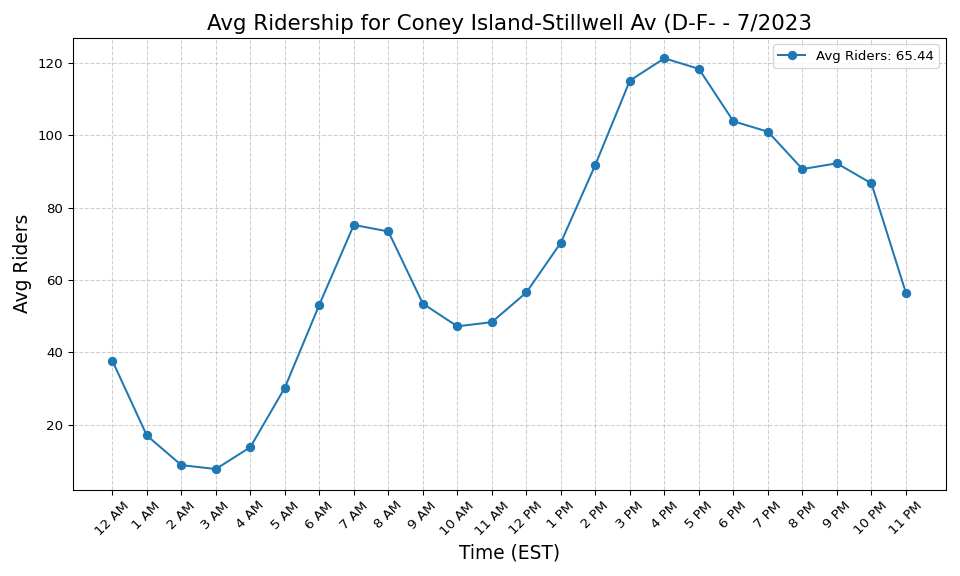 Avg Ridership for Coney Island-Stillwell Av (D-F- - 7/2023
Avg Riders: 65.44
120
100
80
60
40
20
Avg Riders
12 AM
1 AM
2 AM
3 AM
4 AM
5 AM
6 AM
7 AM
8 AM
9 AM
10 AM
11 AM
12 PM
1 PM
2 PM
3 PM
4 PM
5 PM
6 PM
7 PM
8 PM
9 PM
10 PM
11 PM
Time (EST)